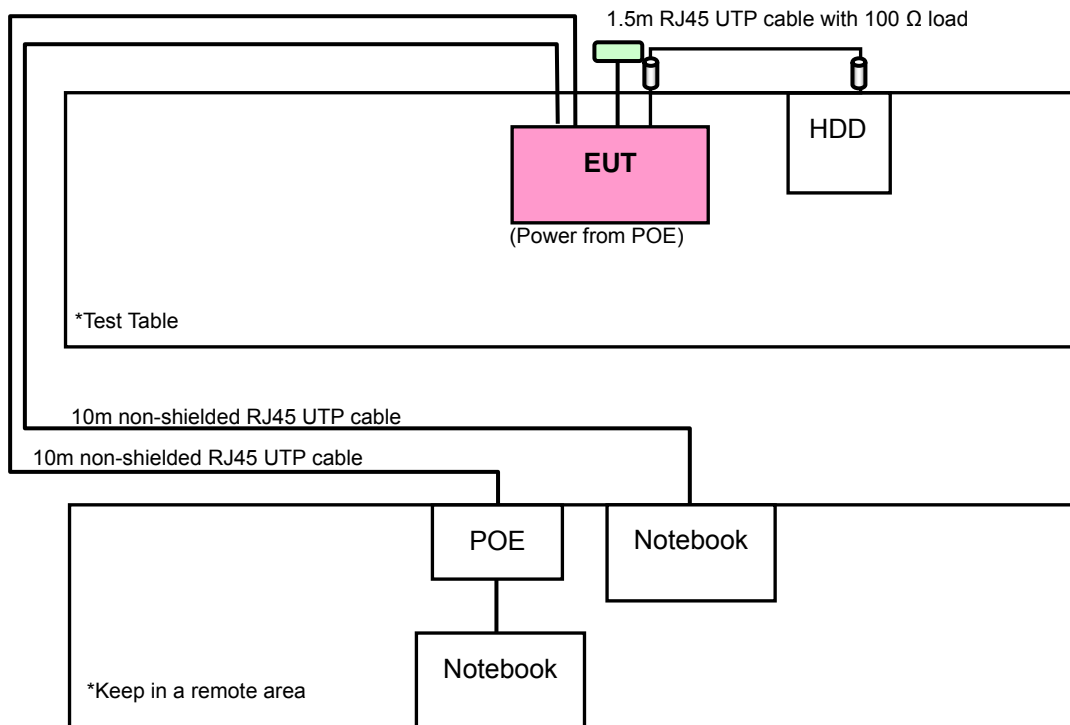 1.5m RJ45 UTP cable with 100 Ω load
HDD
EUT
(Power from POE)
*Test Table
10m non-shielded RJ45 UTP cable
10m non-shielded RJ45 UTP cable
POE
Notebook
Notebook
*Keep in a remote area